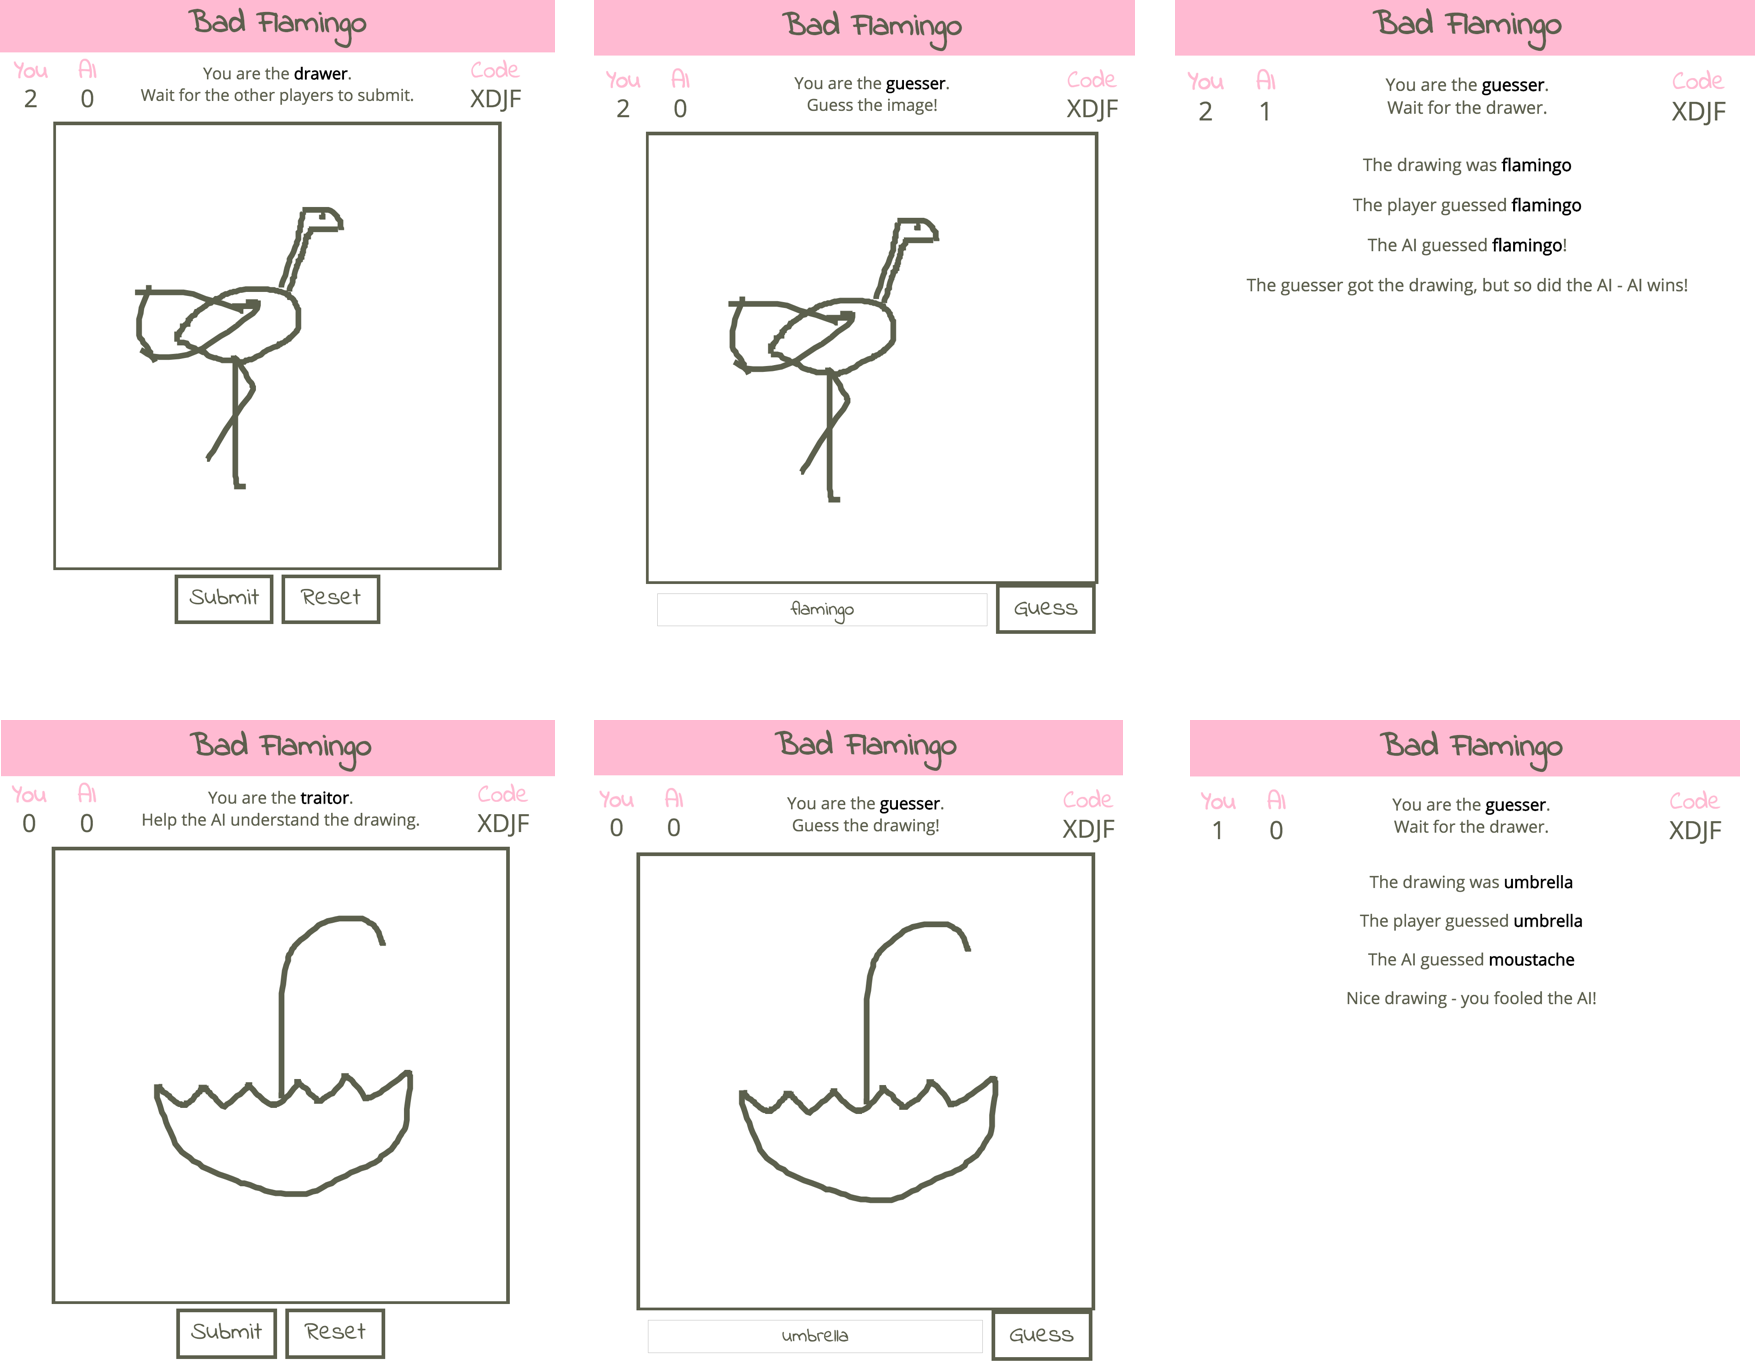 Bad Flamingo
You AI Code
2 0 XDJF
You are the drawer.
Wait for the other players to submit.
Submit Reset
Bad Flamingo
You AI Code
2 0 XDJF
You are the guesser.
Guess the image!
flamingo Guess
Bad Flamingo
You AI Code
2 1 XDJF
You are the guesser.
Wait for the drawer.
The drawing was flamingo
The player guessed flamingo
The AI guessed flamingo!
The guesser got the drawing, but so did the AI - AI wins!
Bad Flamingo
You AI Code
0 0 XDJF
You are the traitor.
Help the AI understand the drawing.
Submit Reset
Bad Flamingo
You AI Code
0 0 XDJF
You are the guesser.
Guess the drawing!
umbrella Guess
Bad Flamingo
You AI Code
1 0 XDJF
You are the guesser.
Wait for the drawer.
The drawing was umbrella
The player guessed umbrella
The AI guessed moustache
Nice drawing - you fooled the AI!